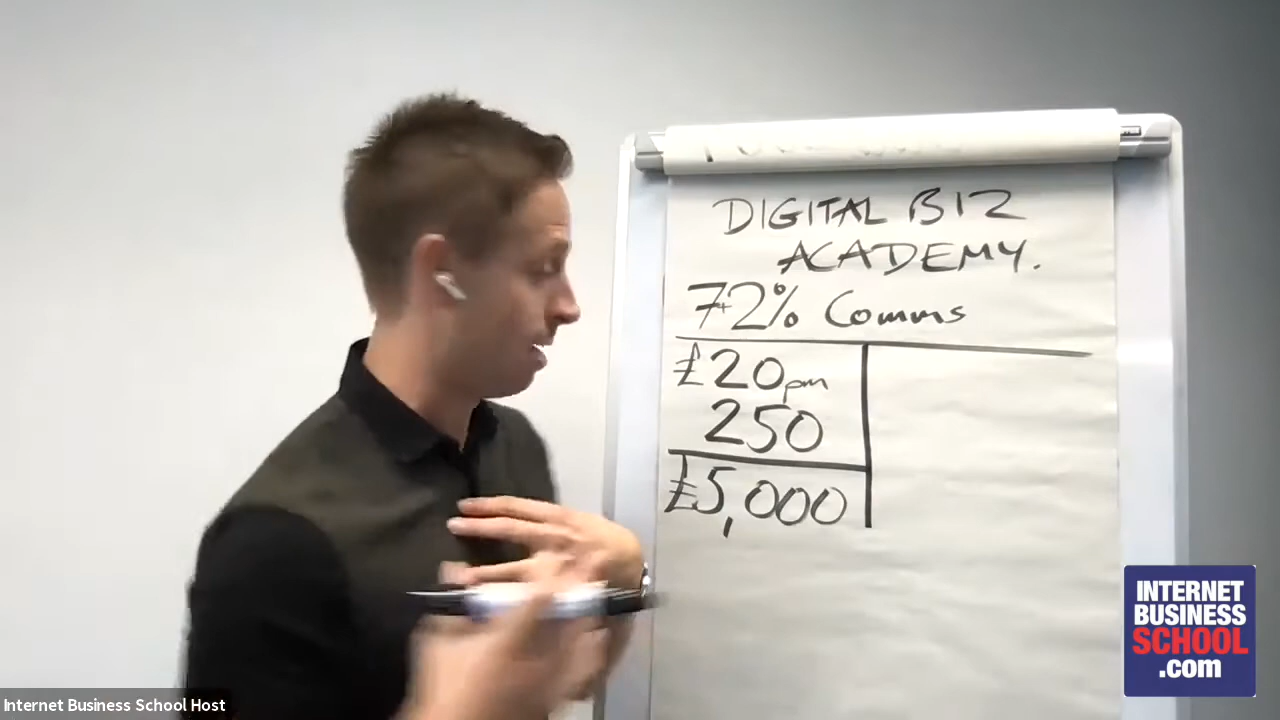 DIGITAL BIZ
ACADEMY.
72% Comms
£20pm
250
£5,000
INTERNET
BUSINESS
SCHOOL
.com
Internet Business School Host